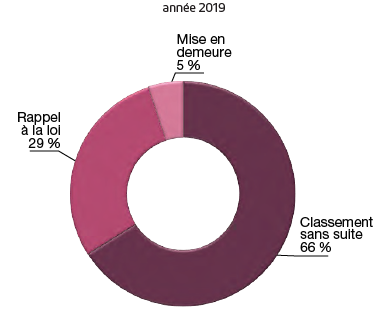 année 2019
Mise en
demeure
5 %
Rappel
à la loi
29 %
Classement
sans suite
66 %